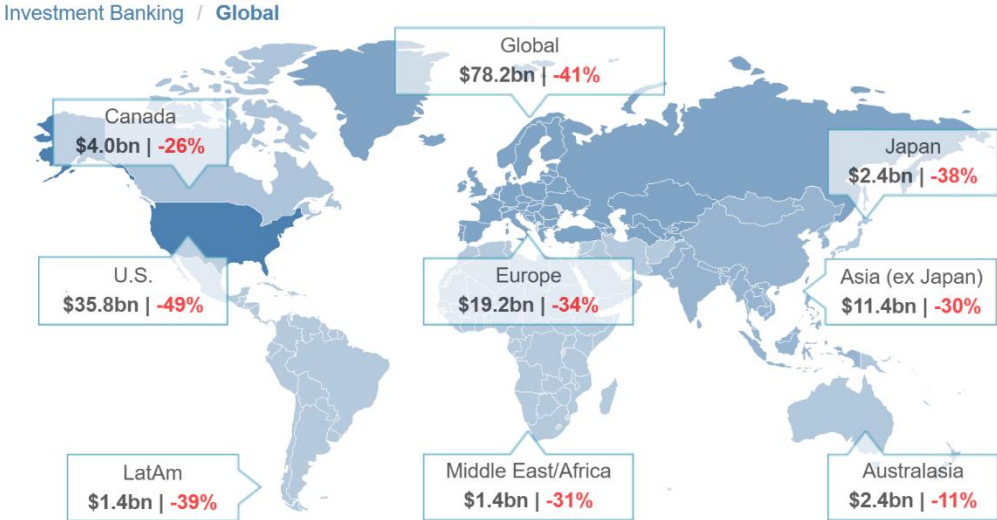 Investment Banking / Global
Global
$78.2bn | -41%
Canada
$4.0bn | -26%
Japan
$2.4bn | -38%
U.S.
$35.8bn | -49%
Europe
$19.2bn | -34%
Asia (ex Japan)
$11.4bn | -30%
LatAm
$1.4bn | -39%
Middle East/Africa
$1.4bn | -31%
Australasia
$2.4bn | -11%